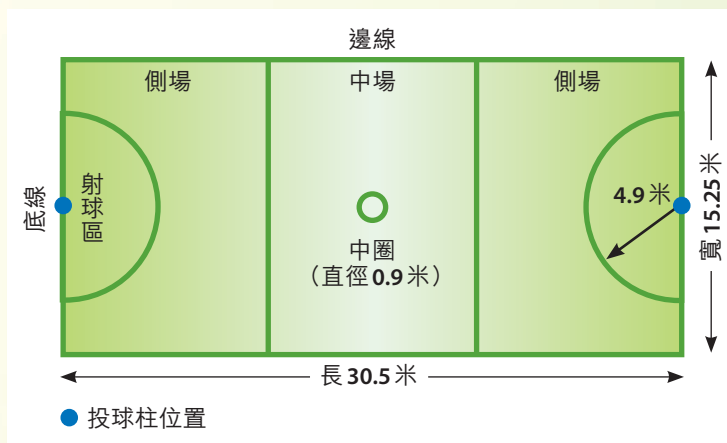 邊線
側場
中場
側場
底線
射球區
4.9米
寬 15.25 米
中圈
（直徑 0.9 米）
長 30.5 米
投球柱位置